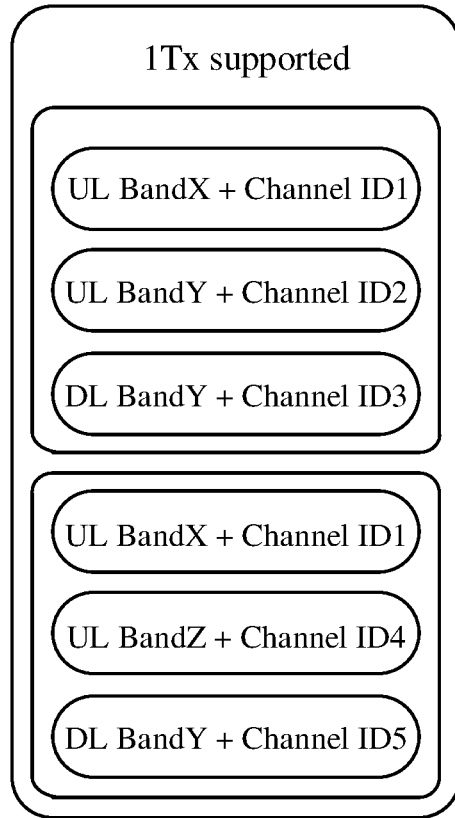 1Tx supported
UL BandX + Channel ID1
UL BandY + Channel ID2
DL BandY + Channel ID3
UL BandX + Channel ID1
UL BandZ + Channel ID4
DL BandY + Channel ID5